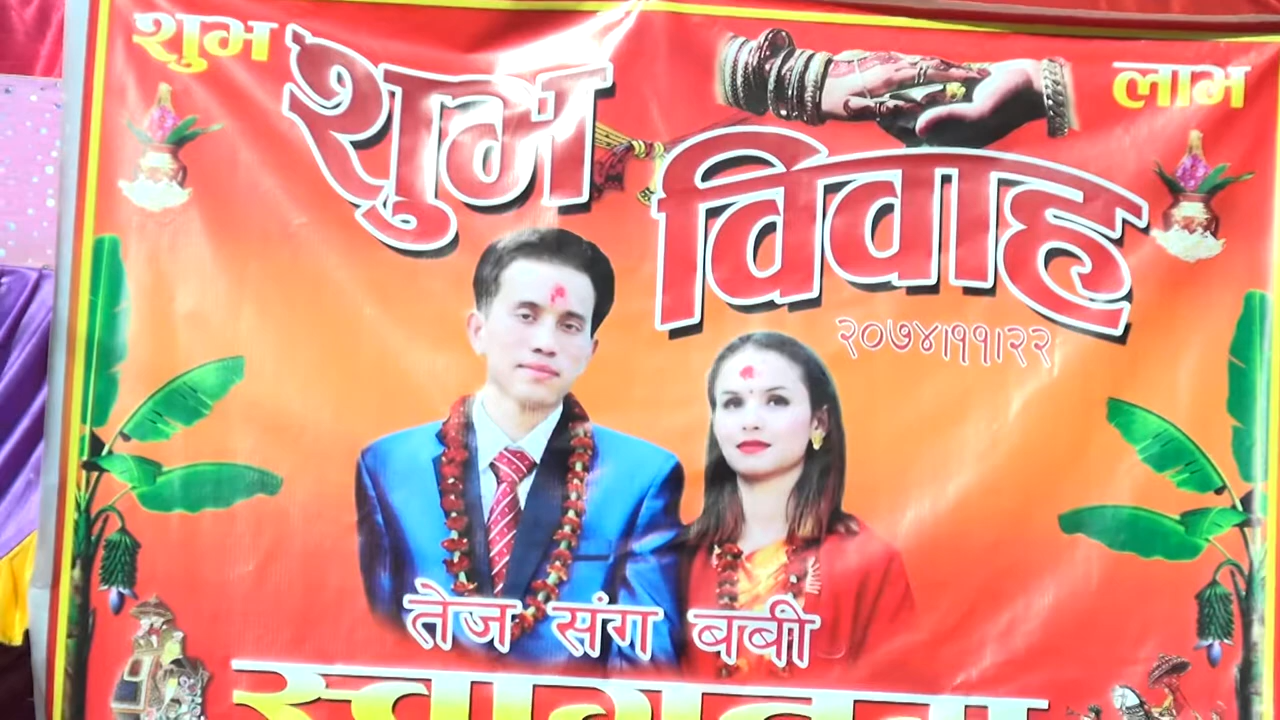 शुभ
लाभ
शुभ विवाह
२०७४।११।२२
तेज संग बबी